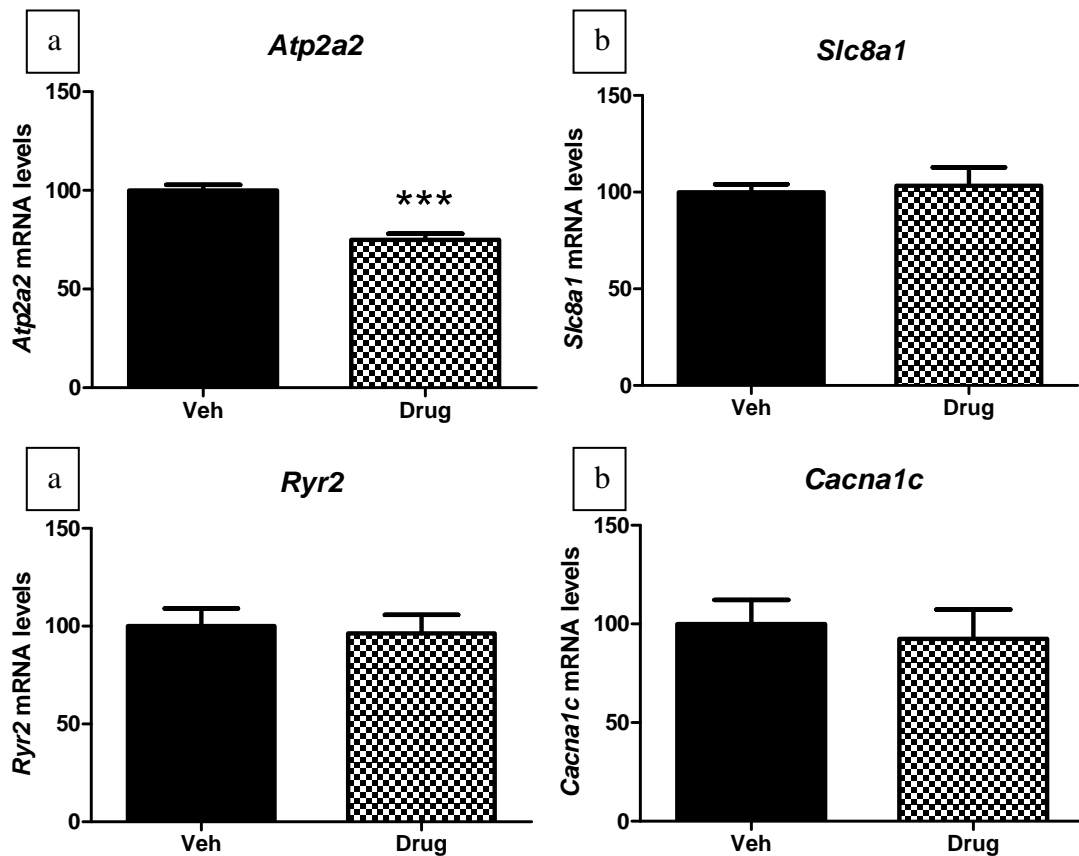 a
Atp2a2
Atp2a2 mRNA levels
150
100
50
0
***
Veh
Drug
b
Slc8a1
Slc8a1 mRNA levels
150
100
50
0
Veh
Drug
a
Ryr2
Ryr2 mRNA levels
150
100
50
0
Veh
Drug
b
Cacna1c
Cacna1c mRNA levels
150
100
50
0
Veh
Drug